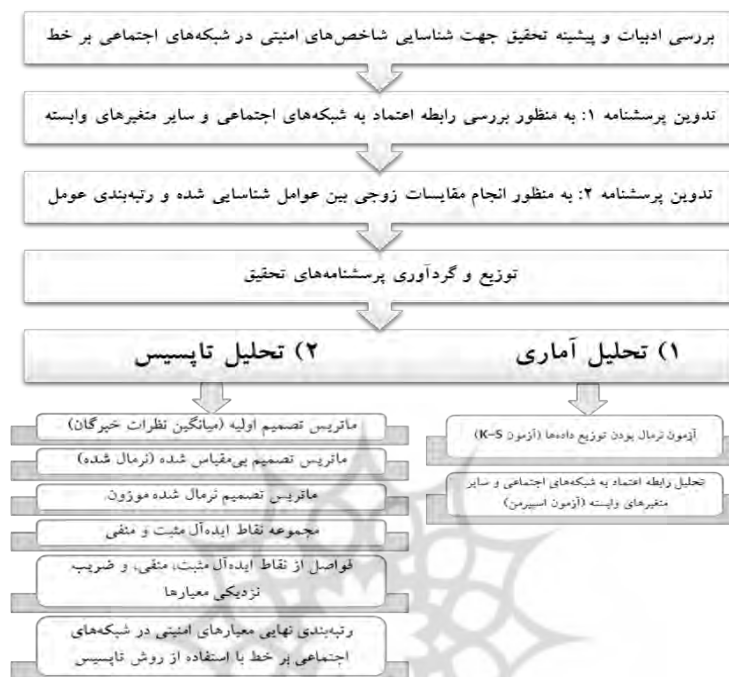 بررسی ادبیات و پیشینه تحقیق جهت شناسایی شاخص‌های امنیتی در شبکه‌های اجتماعی بر خط
تدوین پرسشنامه ۱: به منظور بررسی رابطه اعتماد به شبکه‌های اجتماعی و سایر متغیرهای وابسته
تدوین پرسشنامه ۲: به منظور انجام مقایسات زوجی بین عوامل شناسایی شده و رتبه‌بندی عومل
توزیع و گردآوری پرسشنامه‌های تحقیق
۱) تحلیل آماری
آزمون نرمال بودن توزیع داده‌ها (آزمون K-S)
تحلیل رابطه اعتماد به شبکه‌های اجتماعی و سایر
متغیرهای وابسته (آزمون اسپیرمن)
۲) تحلیل تاپسیس
ماتریس تصمیم اولیه (میانگین نظرات خبرگان)
ماتریس تصمیم بی‌مقیاس شده (نرمال شده)
ماتریس تصمیم نرمال شده موزون
مجموعه نقاط ایده‌آل مثبت و منفی
فواصل از نقاط ایده‌آل مثبت، منفی، و ضریب
نزدیکی معیارها
رتبه‌بندی نهایی معیارهای امنیتی در شبکه‌های
اجتماعی بر خط با استفاده از روش تاپسیس